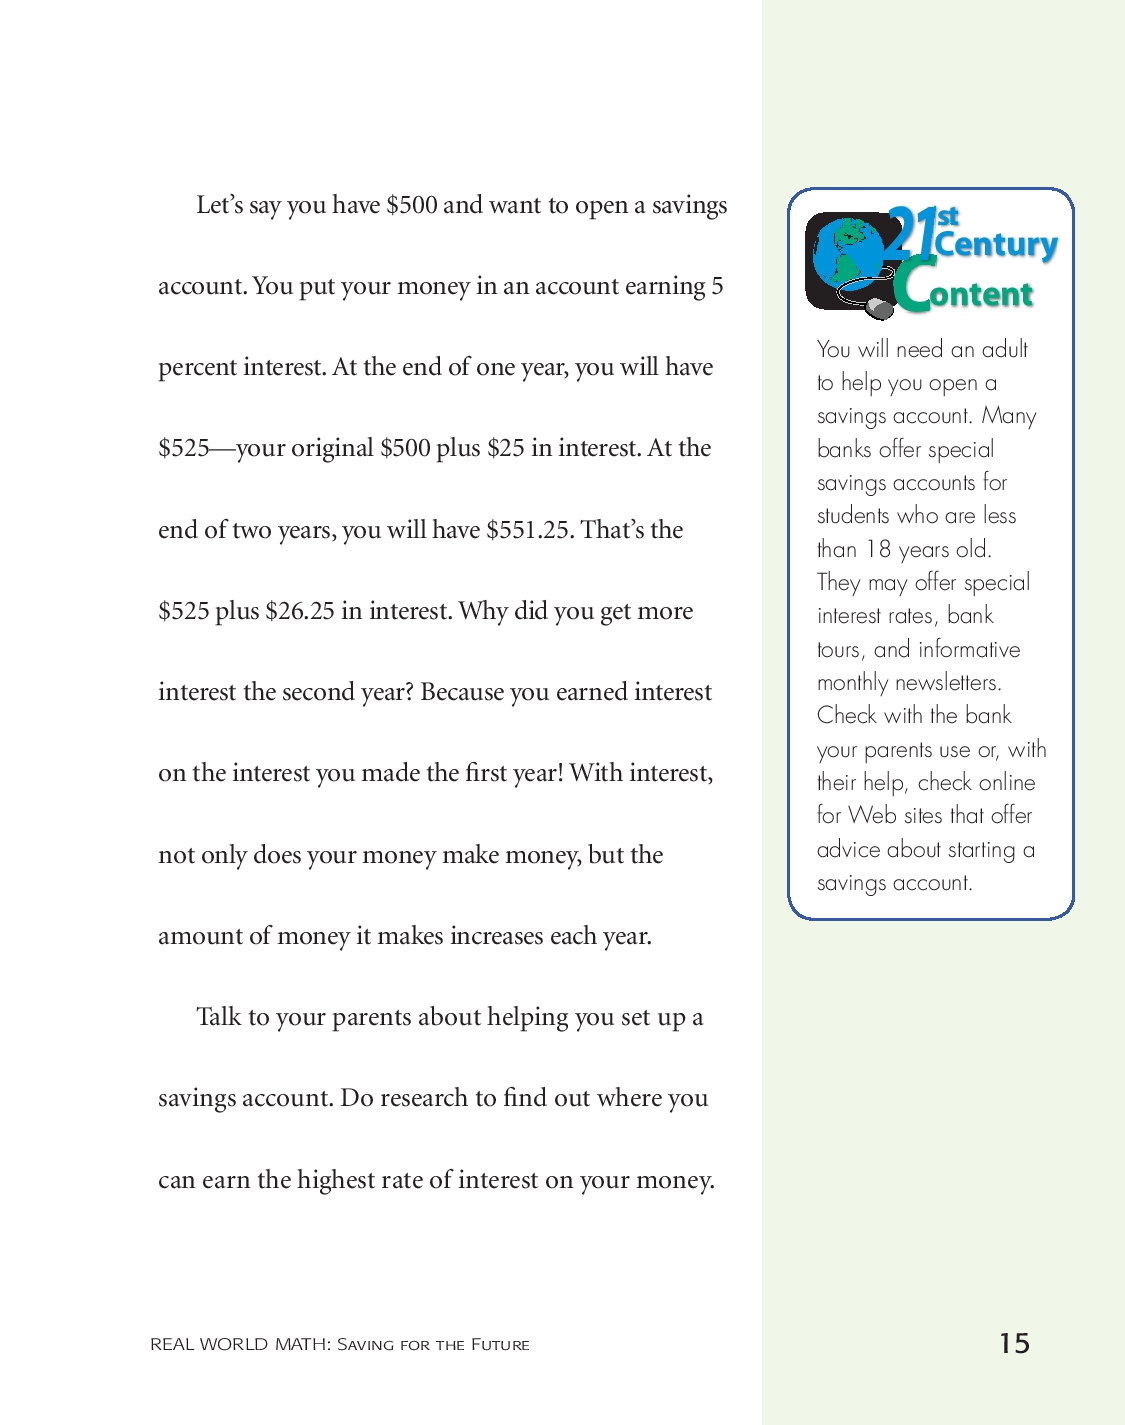 Let’s say you have $500 and want to open a savings
account. You put your money in an account earning 5
percent interest. At the end of one year, you will have
$525—your original $500 plus $25 in interest. At the
end of two years, you will have $551.25. That’s the
$525 plus $26.25 in interest. Why did you get more
interest the second year? Because you earned interest
on the interest you made the first year! With interest,
not only does your money make money, but the
amount of money it makes increases each year.
Talk to your parents about helping you set up a
savings account. Do research to find out where you
can earn the highest rate of interest on your money.
21st
Century
Content
You will need an adult
to help you open a
savings account. Many
banks offer special
savings accounts for
students who are less
than 18 years old.
They may offer special
interest rates, bank
tours, and informative
monthly newsletters.
Check with the bank
your parents use or, with
their help, check online
for Web sites that offer
advice about starting a
savings account.
REAL WORLD MATH: Saving for the Future
15